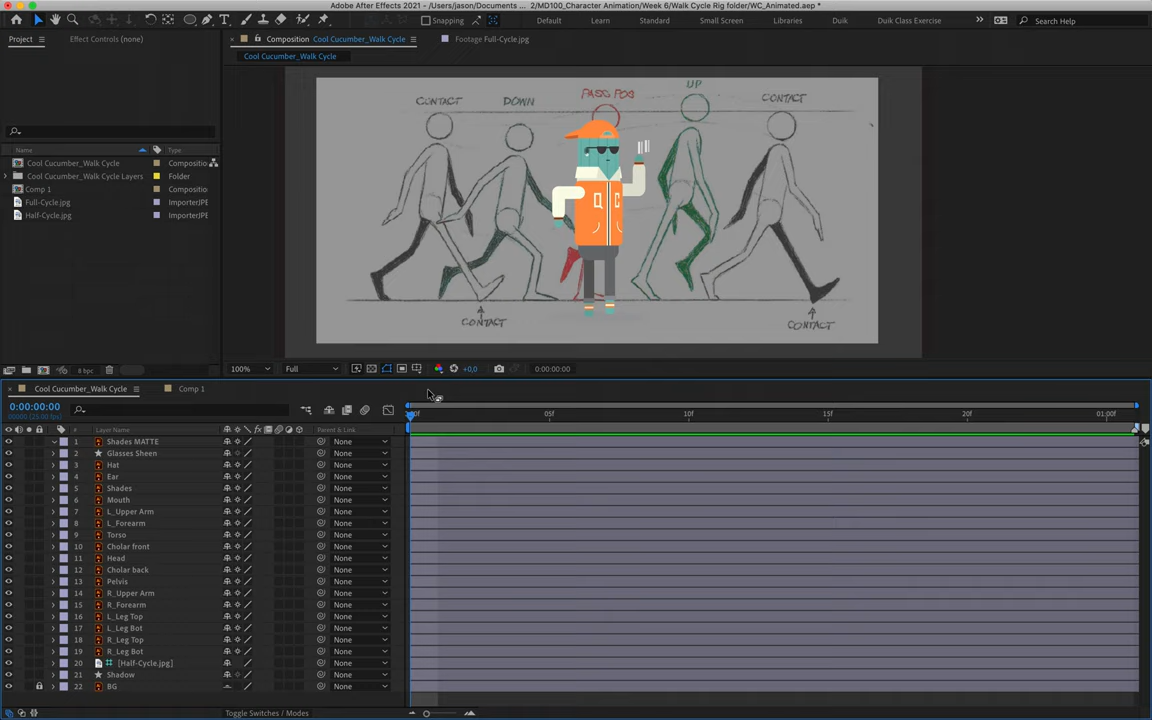 Adobe After Effects 2021 - /Users/jason/Documents ... 2/MD100_Character Animation/Week 6/Walk Cycle Rig folder/WC_Animated.aep *
Snapping
Default
Learn
Standard
Small Screen
Libraries
Animations
Duik
Duik Class Exercise
Search Help
Project
Effect Controls (none)
Composition Cool Cucumber_Walk Cycle
Footage Full-Cycle.jpg
Cool Cucumber_Walk Cycle
Name
Type
Cool Cucumber_Walk Cycle
Compositio
Cool Cucumber_Walk Cycle Layers
Folder
Comp 1
Compositio
Full-Cycle.jpg
ImporterJPE
Half-Cycle.jpg
ImporterJPE
CONTACT
DOWN
PASS POS
UP
CONTACT
CONTACT
CONTACT
8 bpc
100%
Full
+0,0
0:00:00:00
Cool Cucumber_Walk Cycle
Comp 1
0:00:00:00
00000 (25.00 fps)
05f
10f
15f
20f
01:00f
#
Layer Name
Parent & Link
1 Shades MATTE None
2 Glasses Sheen None
3 Hat None
4 Ear None
5 Shades None
6 Mouth None
7 L_Upper Arm None
8 L_Forearm None
9 Torso None
10 Cholar front None
11 Head None
12 Cholar back None
13 Pelvis None
14 R_Upper Arm None
15 R_Forearm None
16 L_Leg Top None
17 L_Leg Bot None
18 R_Leg Top None
19 R_Leg Bot None
20 [Half-Cycle.jpg] None
21 Shadow None
22 BG None
Toggle Switches / Modes